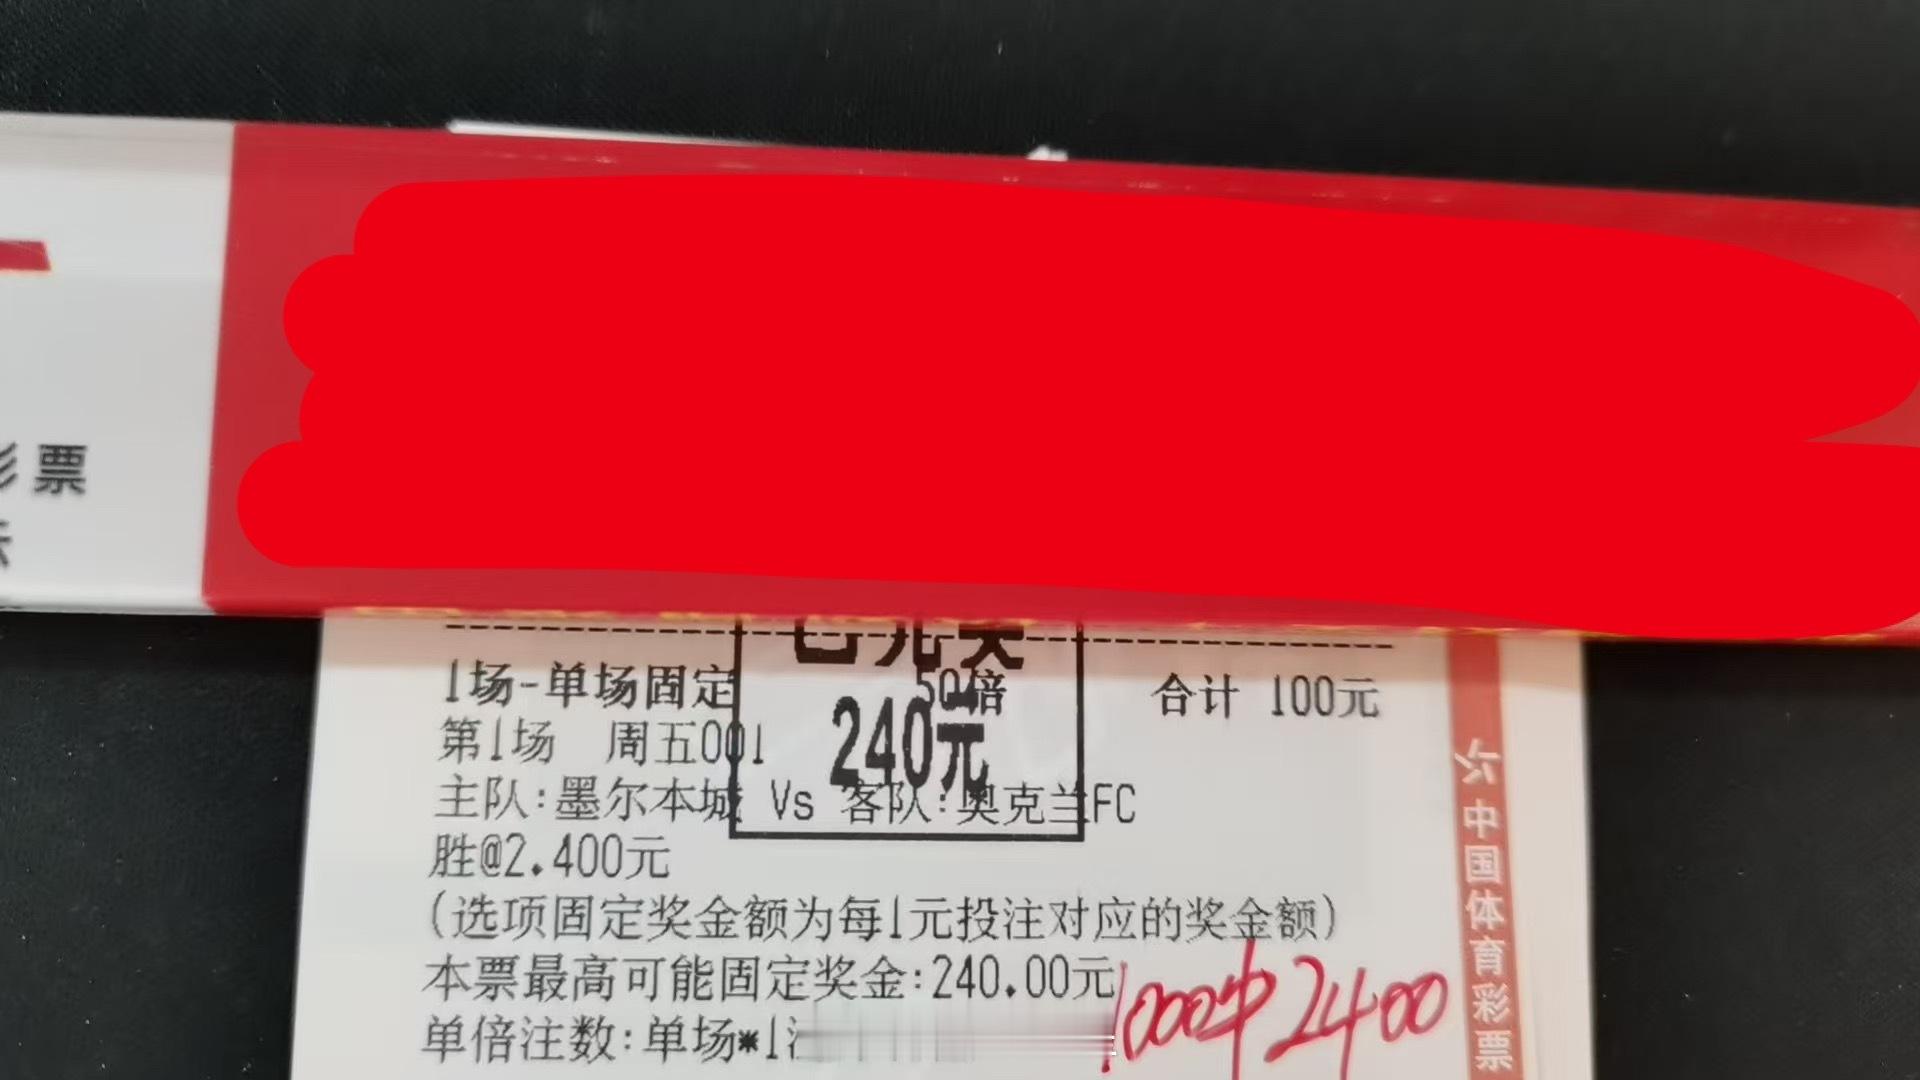 彩票
1场-单场固定 50倍 合计 100元
第1场 周五001
240元
主队:墨尔本城 Vs 客队:奥克兰FC
胜@2.400元
(选项固定奖金额为每1元投注对应的奖金额)
本票最高可能固定奖金:240.00元
单倍注数:单场*1注
1000中2400
中国体育彩票